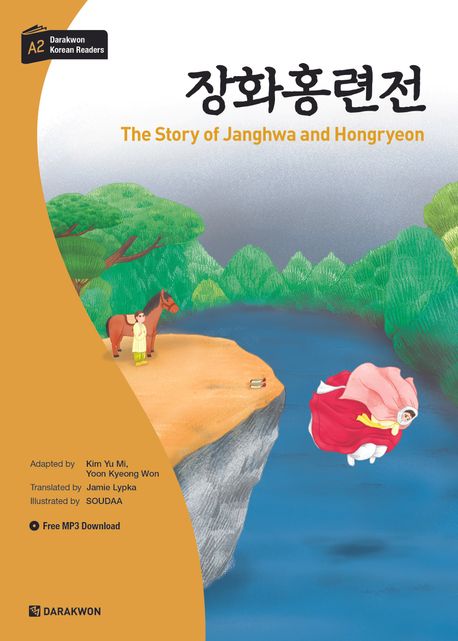 A2
Darakwon
Korean Readers
장화홍련전
The Story of Janghwa and Hongryeon
Adapted by Kim Yu Mi,
Yoon Kyeong Won
Translated by Jamie Lypka
Illustrated by SOUDAA
Free MP3 Download
DARAKWON